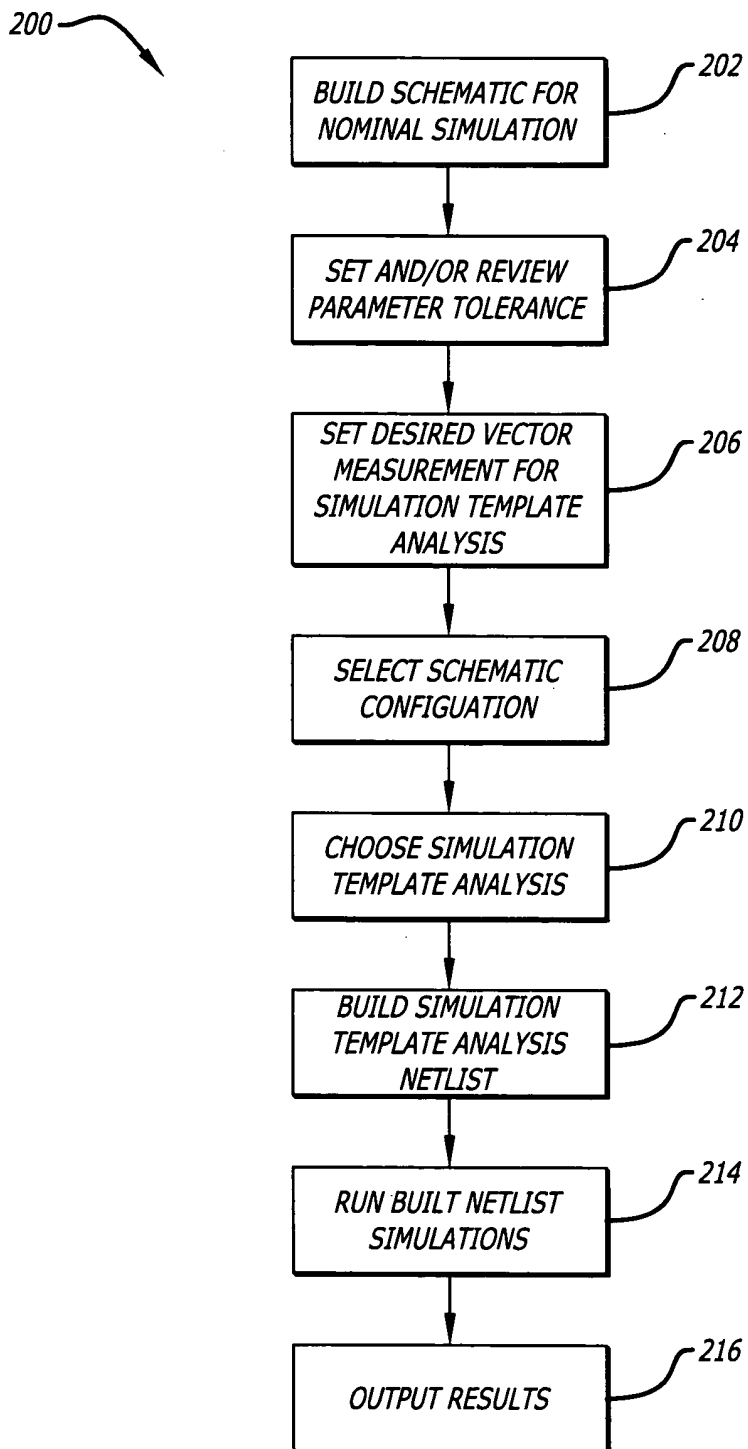 200
BUILD SCHEMATIC FOR
NOMINAL SIMULATION
202
SET AND/OR REVIEW
PARAMETER TOLERANCE
204
SET DESIRED VECTOR
MEASUREMENT FOR
SIMULATION TEMPLATE
ANALYSIS
206
SELECT SCHEMATIC
CONFIGUATION
208
CHOOSE SIMULATION
TEMPLATE ANALYSIS
210
BUILD SIMULATION
TEMPLATE ANALYSIS
NETLIST
212
RUN BUILT NETLIST
SIMULATIONS
214
OUTPUT RESULTS
216